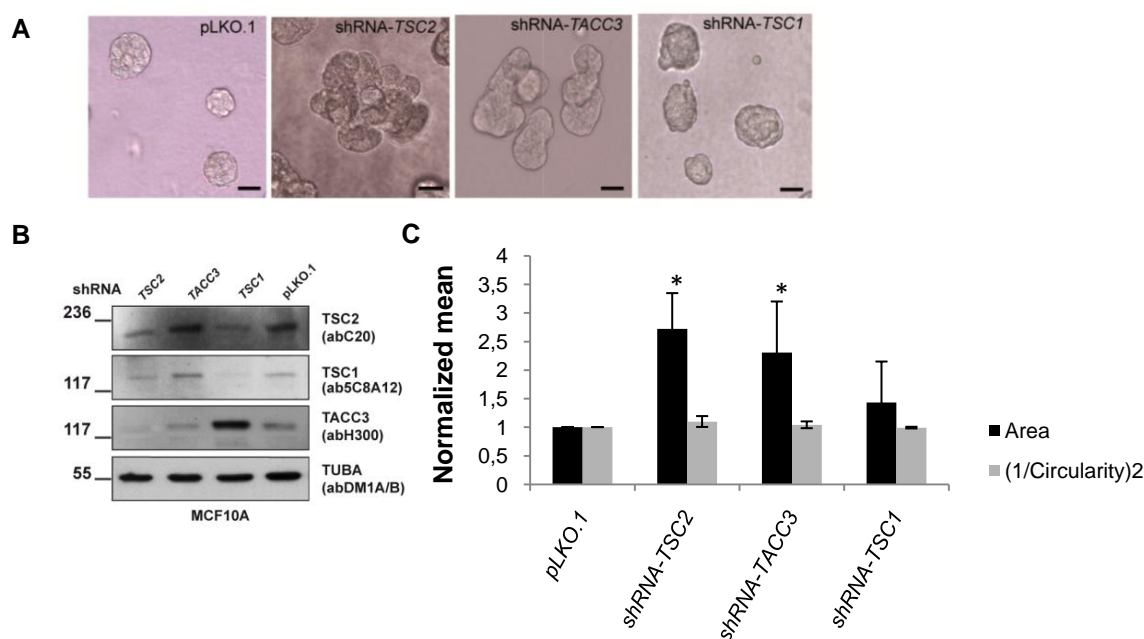 A
pLKO.1
shRNA-TSC2
shRNA-TACC3
shRNA-TSC1
B
shRNA
TSC2
TACC3
TSC1
pLKO.1
236
TSC2
(abC20)
117
TSC1
(ab5C8A12)
117
TACC3
(abH300)
55
TUBA
(abDM1A/B)
MCF10A
C
Normalized mean
4
3,5
3
2,5
2
1,5
1
0,5
0
*
*
pLKO.1
shRNA-TSC2
shRNA-TACC3
shRNA-TSC1
Area
(1/Circularity)2